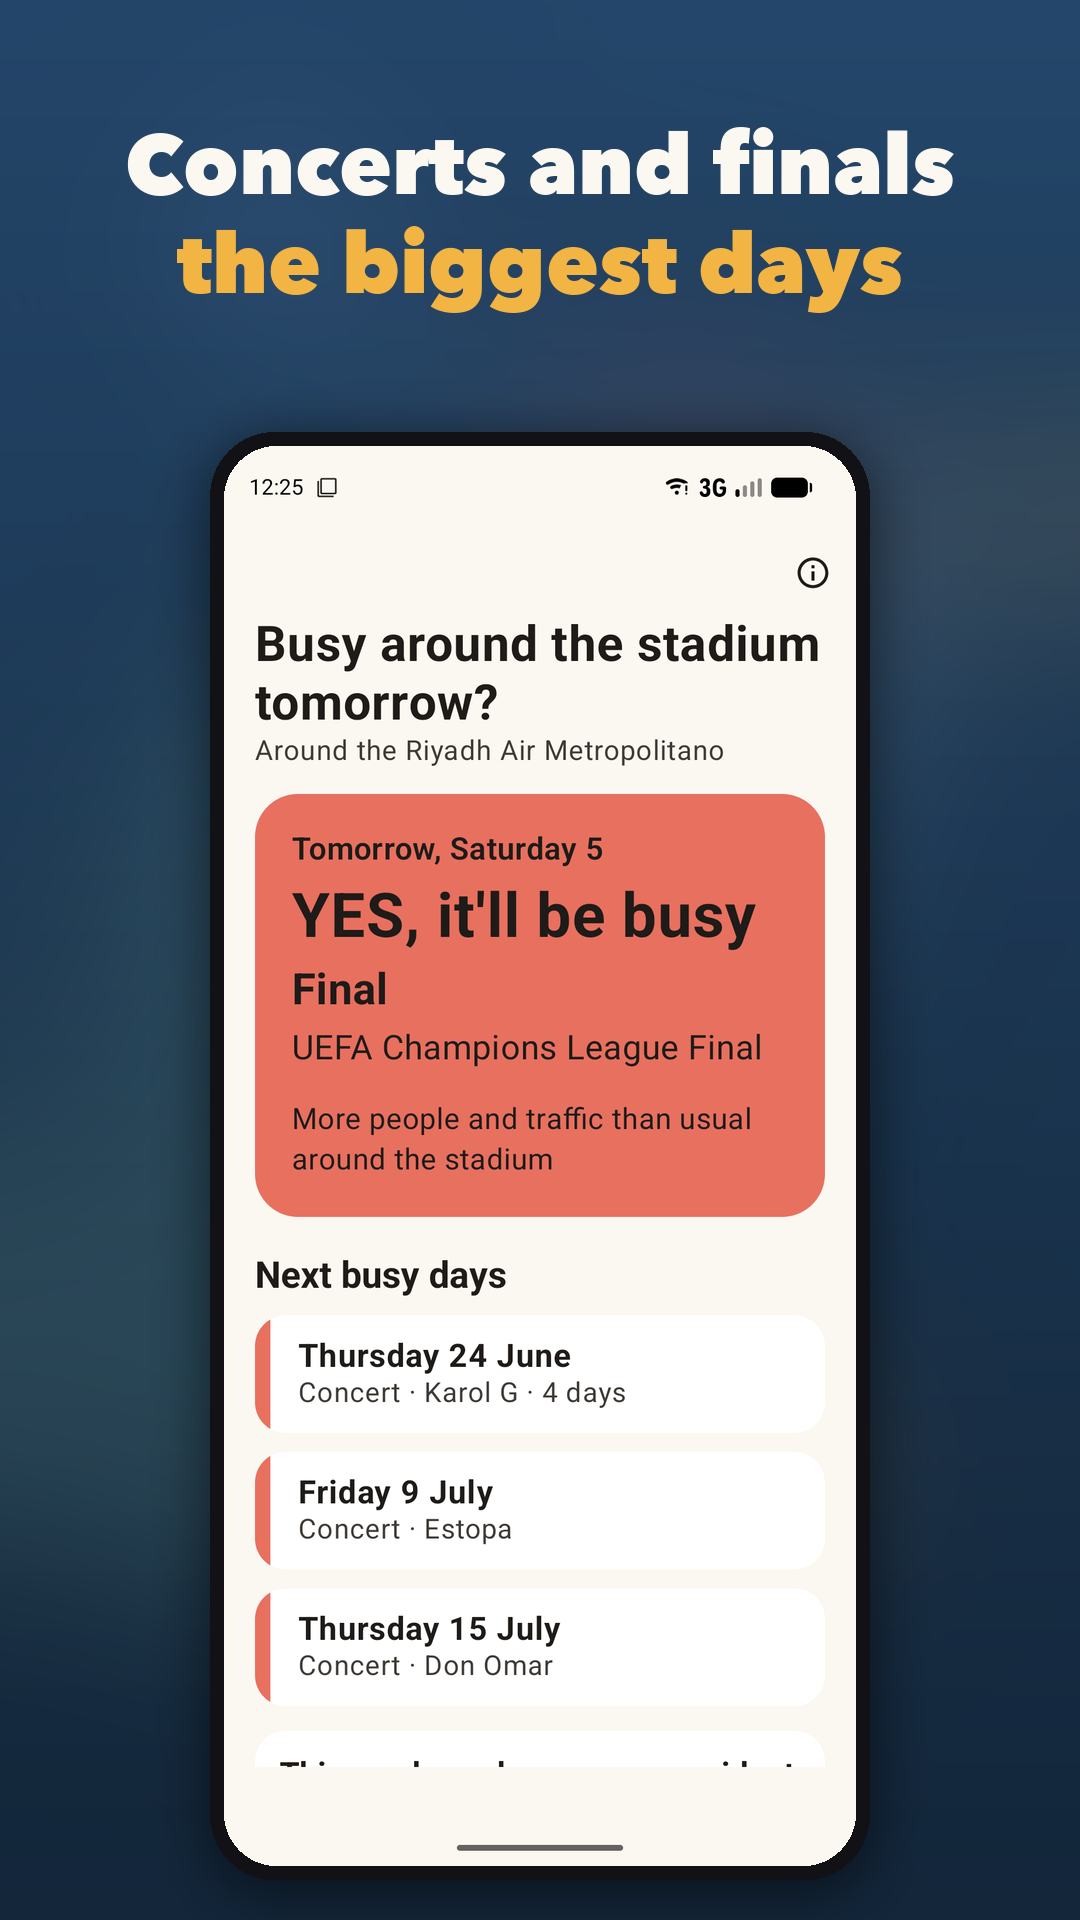 Concerts and finals
the biggest days
12:25
3G
Busy around the stadium
tomorrow?
Around the Riyadh Air Metropolitano
Tomorrow, Saturday 5
YES, it'll be busy
Final
UEFA Champions League Final
More people and traffic than usual
around the stadium
Next busy days
Thursday 24 June
Concert · Karol G · 4 days
Friday 9 July
Concert · Estopa
Thursday 15 July
Concert · Don Omar